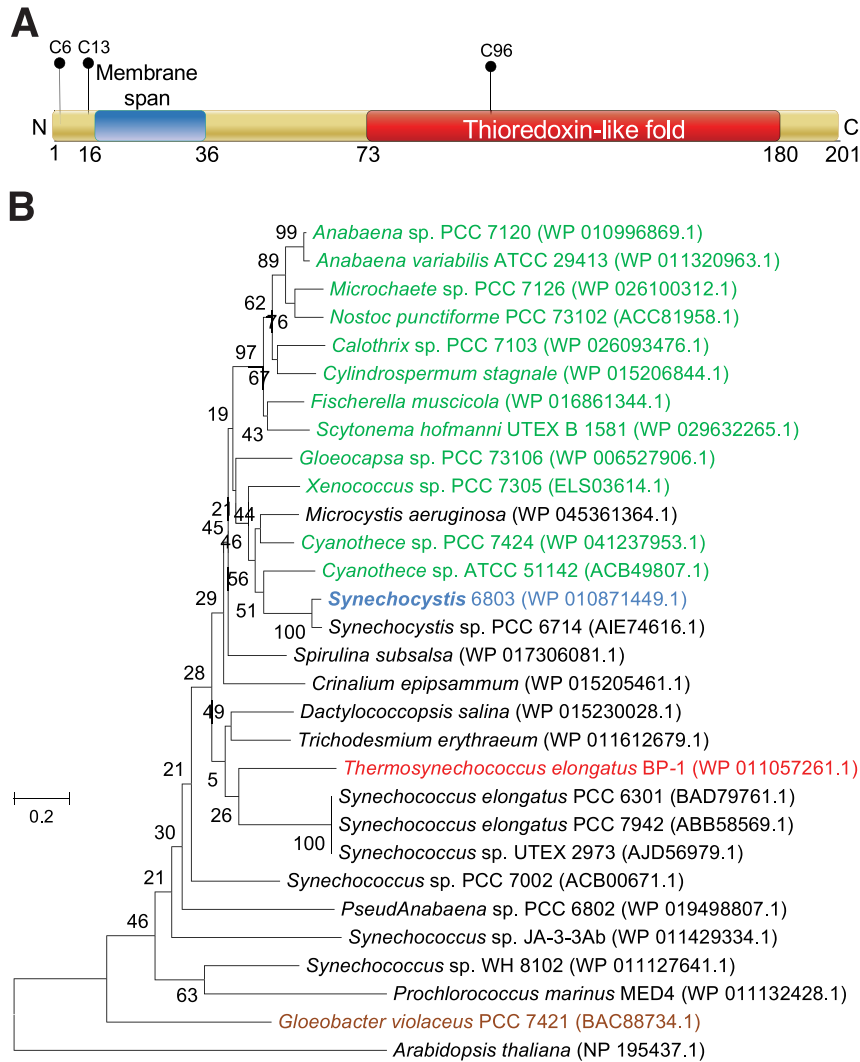 A
C6 C13 C96
Membrane
span
N Thioredoxin-like fold C
1 16 36 73 180 201
B
99 Anabaena sp. PCC 7120 (WP 010996869.1)
89 Anabaena variabilis ATCC 29413 (WP 011320963.1)
Microchaete sp. PCC 7126 (WP 026100312.1)
62 76 Nostoc punctiforme PCC 73102 (ACC81958.1)
97 Calothrix sp. PCC 7103 (WP 026093476.1)
67 Cylindrospermum stagnale (WP 015206844.1)
19 Fischerella muscicola (WP 016861344.1)
43 Scytonema hofmanni UTEX B 1581 (WP 029632265.1)
Gloeocapsa sp. PCC 73106 (WP 006527906.1)
Xenococcus sp. PCC 7305 (ELS03614.1)
21 44 Microcystis aeruginosa (WP 045361364.1)
45 46 Cyanothece sp. PCC 7424 (WP 041237953.1)
56 Cyanothece sp. ATCC 51142 (ACB49807.1)
29 51 Synechocystis 6803 (WP 010871449.1)
100 Synechocystis sp. PCC 6714 (AIE74616.1)
Spirulina subsalsa (WP 017306081.1)
28 Crinalium epipsammum (WP 015205461.1)
49 Dactylococcopsis salina (WP 015230028.1)
Trichodesmium erythraeum (WP 011612679.1)
21 5 Thermosynechococcus elongatus BP-1 (WP 011057261.1)
Synechococcus elongatus PCC 6301 (BAD79761.1)
0.2 26 Synechococcus elongatus PCC 7942 (ABB58569.1)
30 100 Synechococcus sp. UTEX 2973 (AJD56979.1)
21 Synechococcus sp. PCC 7002 (ACB00671.1)
46 PseudAnabaena sp. PCC 6802 (WP 019498807.1)
Synechococcus sp. JA-3-3Ab (WP 011429334.1)
Synechococcus sp. WH 8102 (WP 011127641.1)
63 Prochlorococcus marinus MED4 (WP 011132428.1)
Gloeobacter violaceus PCC 7421 (BAC88734.1)
Arabidopsis thaliana (NP 195437.1)